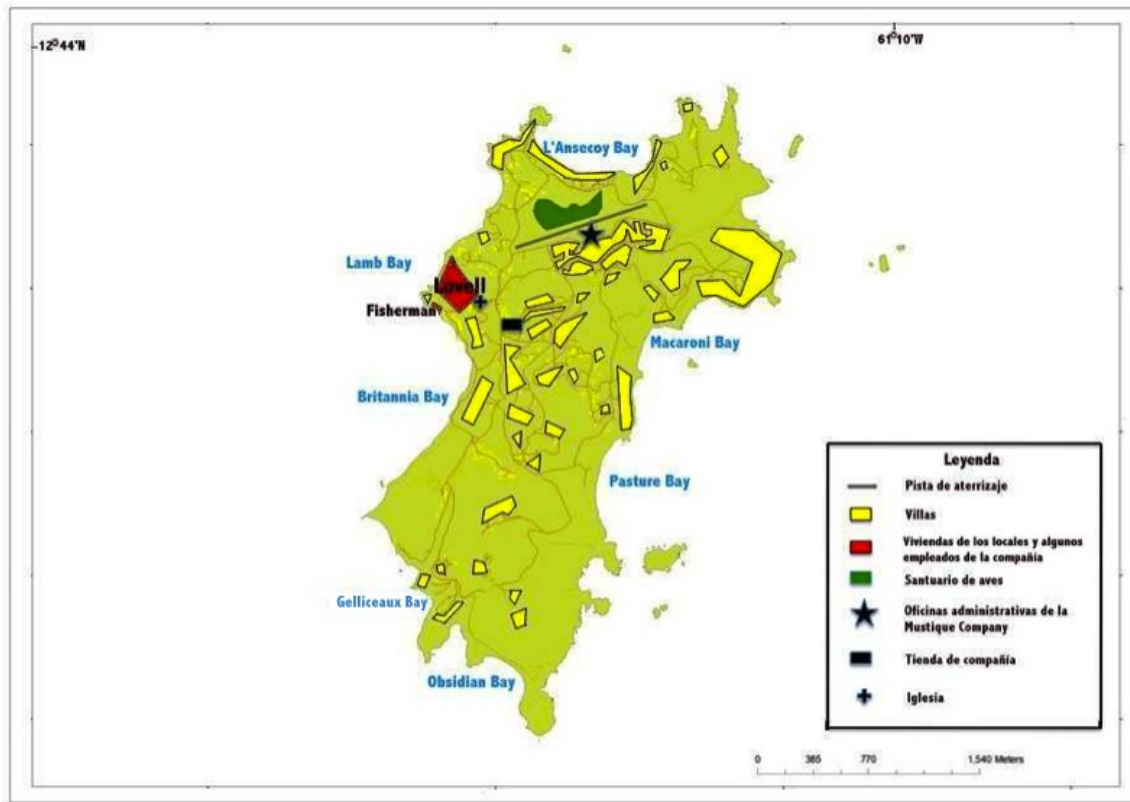 12°44"N
61°10'W
L'Ansecoy Bay
Lamb Bay
Lovell
Fisherman
Macaroni Bay
Britannia Bay
Pasture Bay
Gelliceaux Bay
Obsidian Bay
Leyenda
Pista de aterrizaje
Villas
Viviendas de los locales y algunos
empleados de la compañía
Santuario de aves
Oficinas administrativas de la
Mustique Company
Tienda de compañía
Iglesia
0 385 770 1,540 Meters